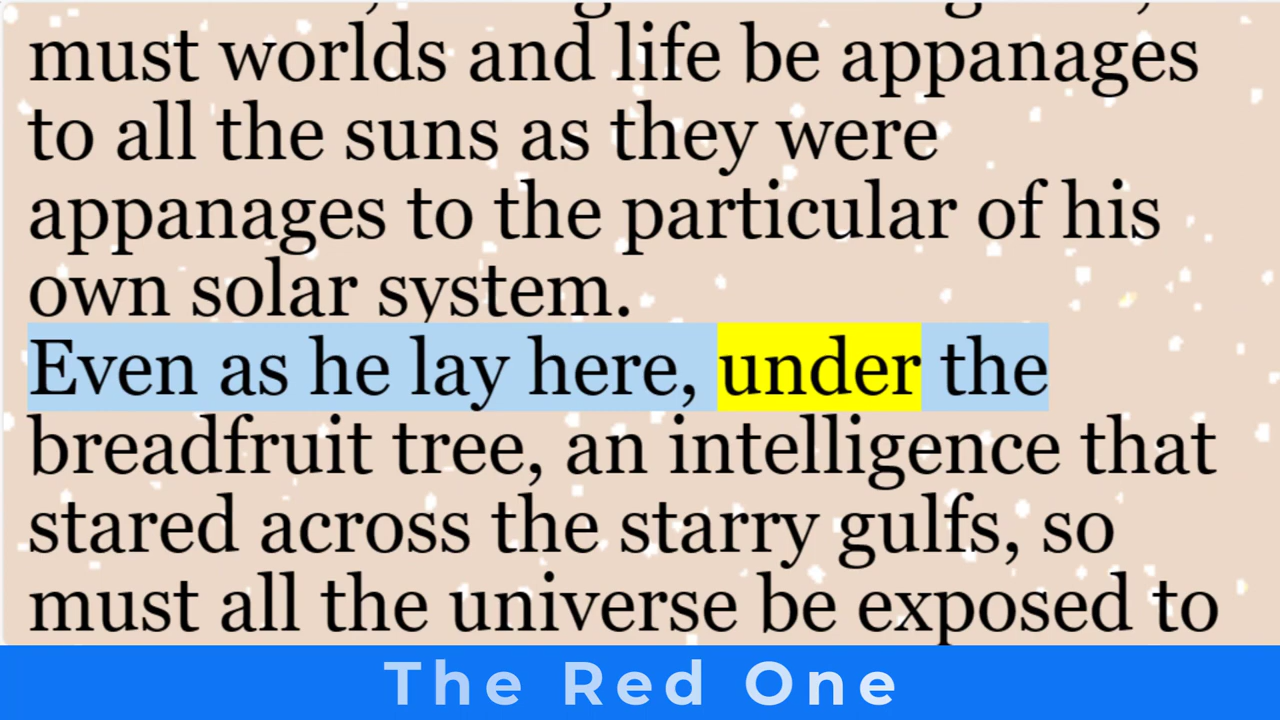 must worlds and life be appanages
to all the suns as they were
appanages to the particular of his
own solar system.
Even as he lay here, under the
breadfruit tree, an intelligence that
stared across the starry gulfs, so
must all the universe be exposed to
The Red One